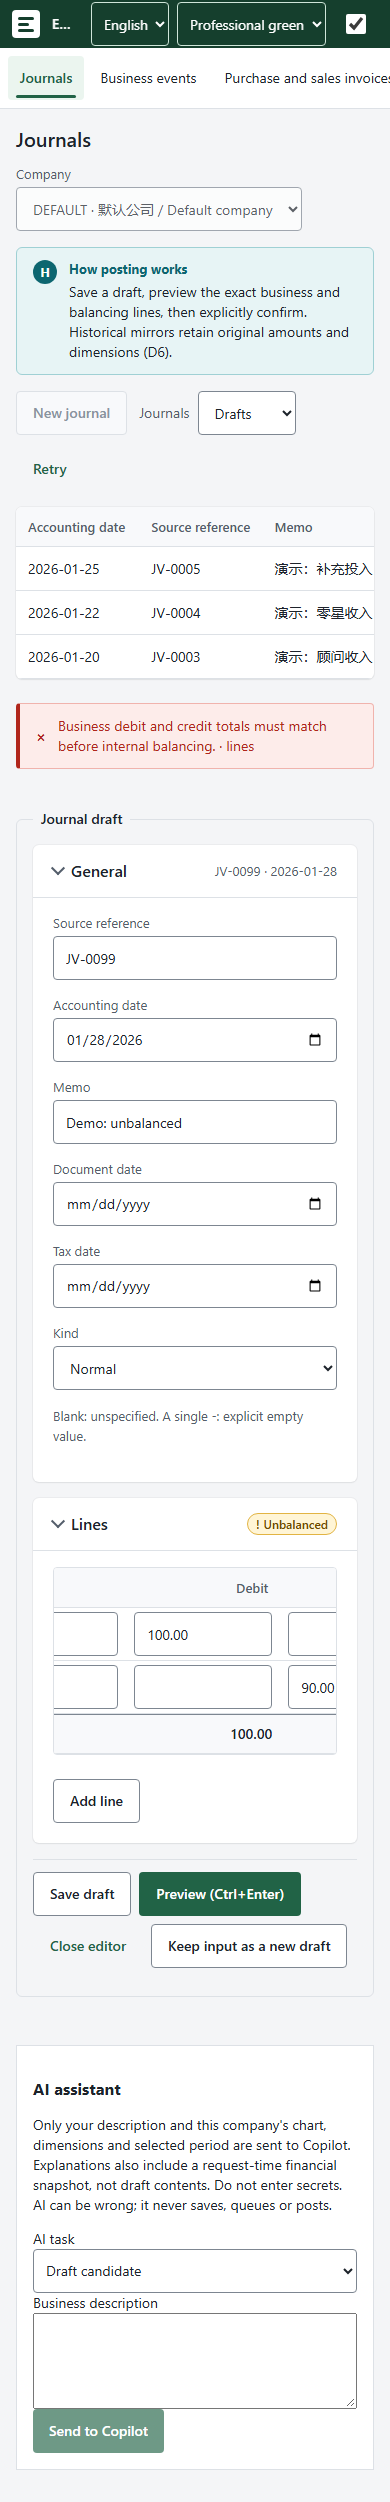 E...
English
Professional green
Journals
Business events
Purchase and sales invoices
Journals
Company
DEFAULT · 默认公司 / Default company
H
How posting works
Save a draft, preview the exact business and
balancing lines, then explicitly confirm.
Historical mirrors retain original amounts and
dimensions (D6).
New journal
Journals
Drafts
Retry
Accounting date
Source reference
Memo
2026-01-25
JV-0005
演示：补充投入
2026-01-22
JV-0004
演示：零星收入
2026-01-20
JV-0003
演示：顾问收入
× Business debit and credit totals must match
before internal balancing. · lines
Journal draft
General
JV-0099 · 2026-01-28
Source reference
JV-0099
Accounting date
01/28/2026
Memo
Demo: unbalanced
Document date
mm/dd/yyyy
Tax date
mm/dd/yyyy
Kind
Normal
Blank: unspecified. A single -: explicit empty
value.
Lines
! Unbalanced
Debit
100.00
90.00
100.00
Add line
Save draft
Preview (Ctrl+Enter)
Close editor
Keep input as a new draft
AI assistant
Only your description and this company's chart,
dimensions and selected period are sent to Copilot.
Explanations also include a request-time financial
snapshot, not draft contents. Do not enter secrets.
AI can be wrong; it never saves, queues or posts.
AI task
Draft candidate
Business description
Send to Copilot